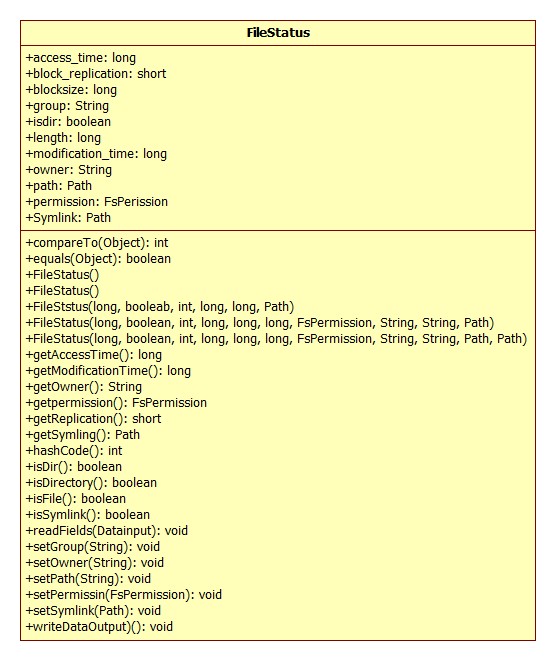 FileStatus
+access_time: long
+block_replication: short
+blocksize: long
+group: String
+isdir: boolean
+length: long
+modification_time: long
+owner: String
+path: Path
+permission: FsPerission
+Symlink: Path
+compareTo(Object): int
+equals(Object): boolean
+FileStatus()
+FileStatus()
+FileStstus(long, booleab, int, long, long, Path)
+FileStatus(long, boolean, int, long, long, long, FsPermission, String, String, Path)
+FileStatus(long, boolean, int, long, long, long, FsPermission, String, String, Path, Path)
+getAccessTime(): long
+getModificationTime(): long
+getOwner(): String
+getpermission(): FsPermission
+getReplication(): short
+getSymling(): Path
+hashCode(): int
+isDir(): boolean
+isDirectory(): boolean
+isFile(): boolean
+isSymlink(): boolean
+readFields(Datainput): void
+setGroup(String): void
+setOwner(String): void
+setPath(String): void
+setPermissin(FsPermission): void
+setSymlink(Path): void
+writeDataOutput)(): void